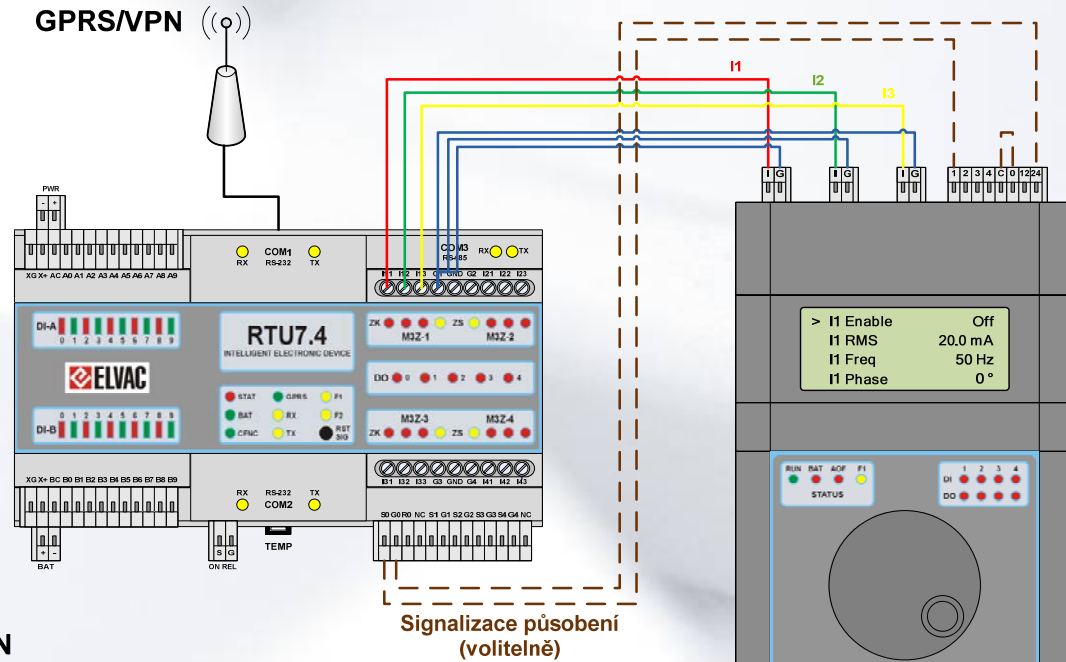 GPRS/VPN
I1
I2
I3
PWR
- +
I G
I G
I G
1 2 3 4 C 0 12 24
XG X+ AC A0 A1 A2 A3 A4 A5 A6 A7 A8 A9
RX
COM1
RS-232
TX
COM3
RS-485
RX
TX
I11 I12 I13 G1 GND G2 I21 I22 I23
DI-A
0 1 2 3 4 5 6 7 8 9
ELVAC
DI-B
0 1 2 3 4 5 6 7 8 9
RTU7.4
INTELLIGENT ELECTRONIC DEVICE
STAT GPRS F1
BAT RX F2
CFNC TX RST SIG
ZK ZS
M3Z-1 M3Z-2
DO 0 1 2 3 4
M3Z-3 M3Z-4
ZK ZS
> I1 Enable Off
I1 RMS 20.0 mA
I1 Freq 50 Hz
I1 Phase 0 °
RUN BAT AOF F1
STATUS
1 2 3 4
DI
DO
XG X+ BC B0 B1 B2 B3 B4 B5 B6 B7 B8 B9
RX
RS-232
TX
COM2
I31 I32 I33 G3 GND G4 I41 I42 I43
S0 G0 R0 NC S1 G1 S2 G2 S3 G3 S4 G4 NC
+ -
BAT
S G
ON REL
TEMP
Signalizace působení
(volitelně)
N